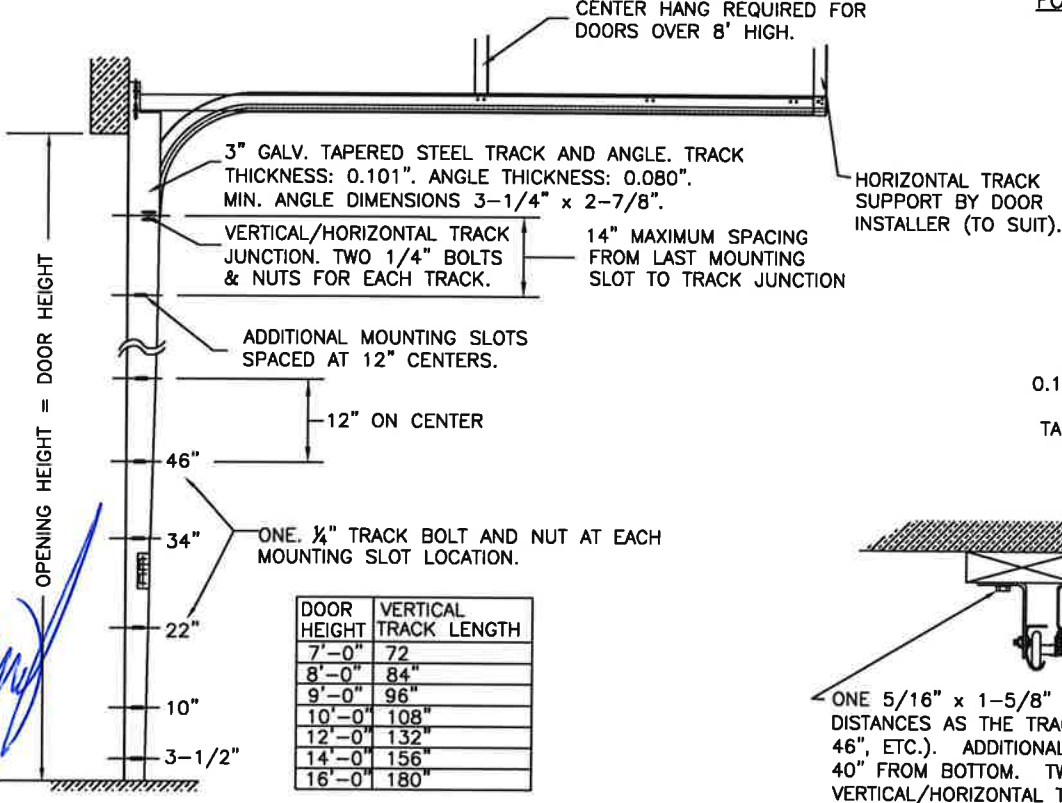 CENTER HANG REQUIRED FOR
DOORS OVER 8' HIGH.
3" GALV. TAPERED STEEL TRACK AND ANGLE. TRACK
THICKNESS: 0.101". ANGLE THICKNESS: 0.080".
MIN. ANGLE DIMENSIONS 3-1/4" x 2-7/8".
HORIZONTAL TRACK
SUPPORT BY DOOR
INSTALLER (TO SUIT).
VERTICAL/HORIZONTAL TRACK
JUNCTION. TWO 1/4" BOLTS
& NUTS FOR EACH TRACK.
14" MAXIMUM SPACING
FROM LAST MOUNTING
SLOT TO TRACK JUNCTION
ADDITIONAL MOUNTING SLOTS
SPACED AT 12" CENTERS.
OPENING HEIGHT = DOOR HEIGHT
12" ON CENTER
0.1
TA
46"
34"
22"
10"
3-1/2"
ONE. ¼" TRACK BOLT AND NUT AT EACH
MOUNTING SLOT LOCATION.
DOOR HEIGHT VERTICAL TRACK LENGTH
7'-0" 72
8'-0" 84"
9'-0" 96"
10'-0" 108"
12'-0" 132"
14'-0" 156"
16'-0" 180"
ONE 5/16" x 1-5/8"
DISTANCES AS THE TRA
46", ETC.). ADDITIONAL
40" FROM BOTTOM. TW
VERTICAL/HORIZONTAL T